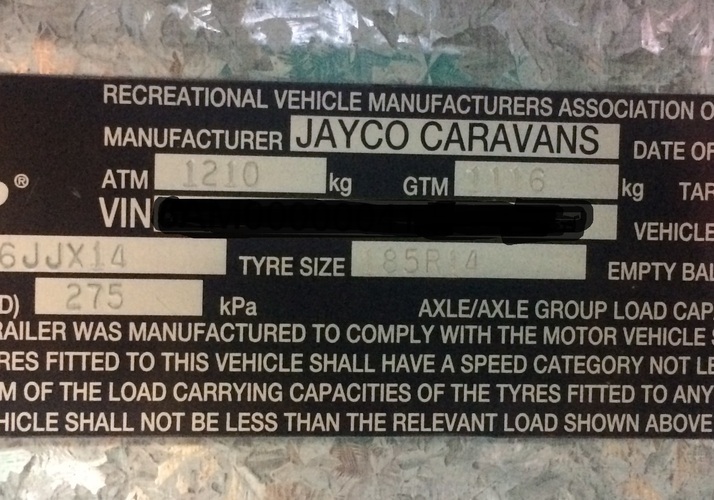 RECREATIONAL VEHICLE MANUFACTURERS ASSOCIATION O
MANUFACTURER JAYCO CARAVANS DATE OF
® ATM 1210 kg GTM 1116 kg TAR
VIN VEHICLE
6JJX14 TYRE SIZE 185R14 EMPTY BAL
D) 275 kPa AXLE/AXLE GROUP LOAD CAP
RAILER WAS MANUFACTURED TO COMPLY WITH THE MOTOR VEHICLE S
RES FITTED TO THIS VEHICLE SHALL HAVE A SPEED CATEGORY NOT LE
M OF THE LOAD CARRYING CAPACITIES OF THE TYRES FITTED TO ANY
HICLE SHALL NOT BE LESS THAN THE RELEVANT LOAD SHOWN ABOVE